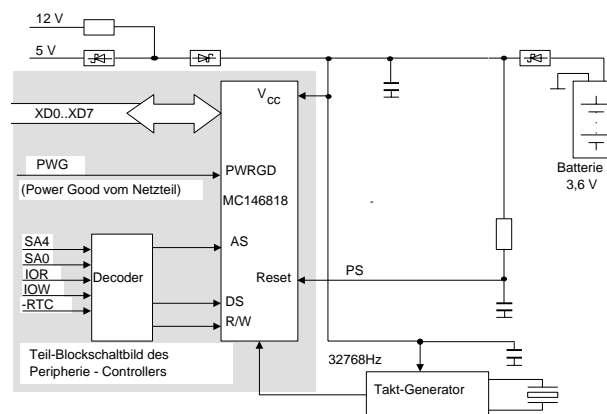 12 V
5 V
VCC
XD0..XD7
PWG
PWRGD
(Power Good vom Netzteil)
MC146818
Batterie
3,6 V
SA4
SA0
IOR
IOW
-RTC
Decoder
AS
Reset
PS
DS
R/W
Teil-Blockschaltbild des
Peripherie - Controllers
32768Hz
Takt-Generator